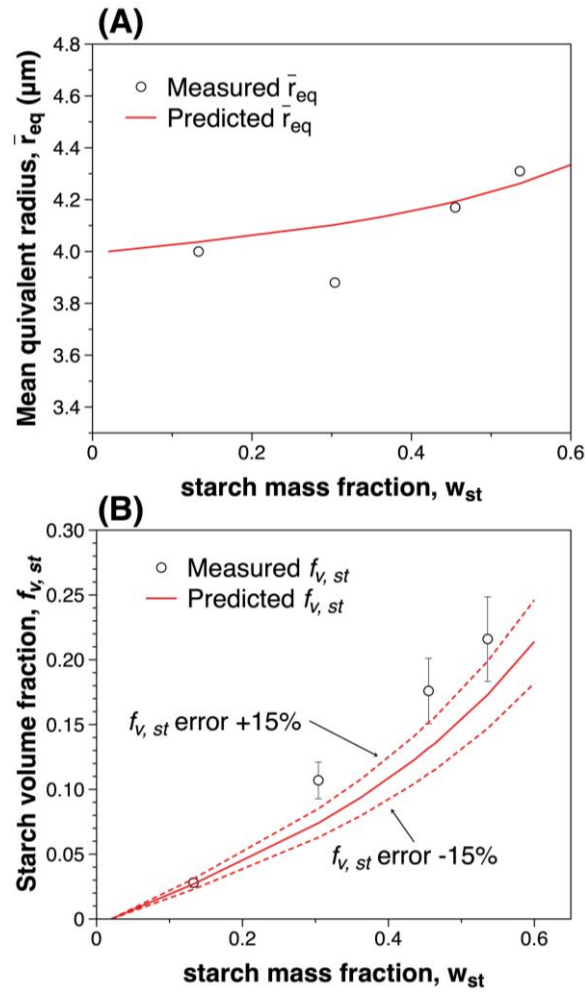 (A)
4.8
4.6
4.4
4.2
4.0
3.8
3.6
3.4
Mean quivalent radius, r̄eq (µm)
Measured r̄eq
Predicted r̄eq
0
0.2
0.4
0.6
starch mass fraction, wst
(B)
0.30
0.25
0.20
0.15
0.10
0.05
0
Starch volume fraction, fv, st
Measured fv, st
Predicted fv, st
fv, st error +15%
fv, st error -15%
0
0.2
0.4
0.6
starch mass fraction, wst